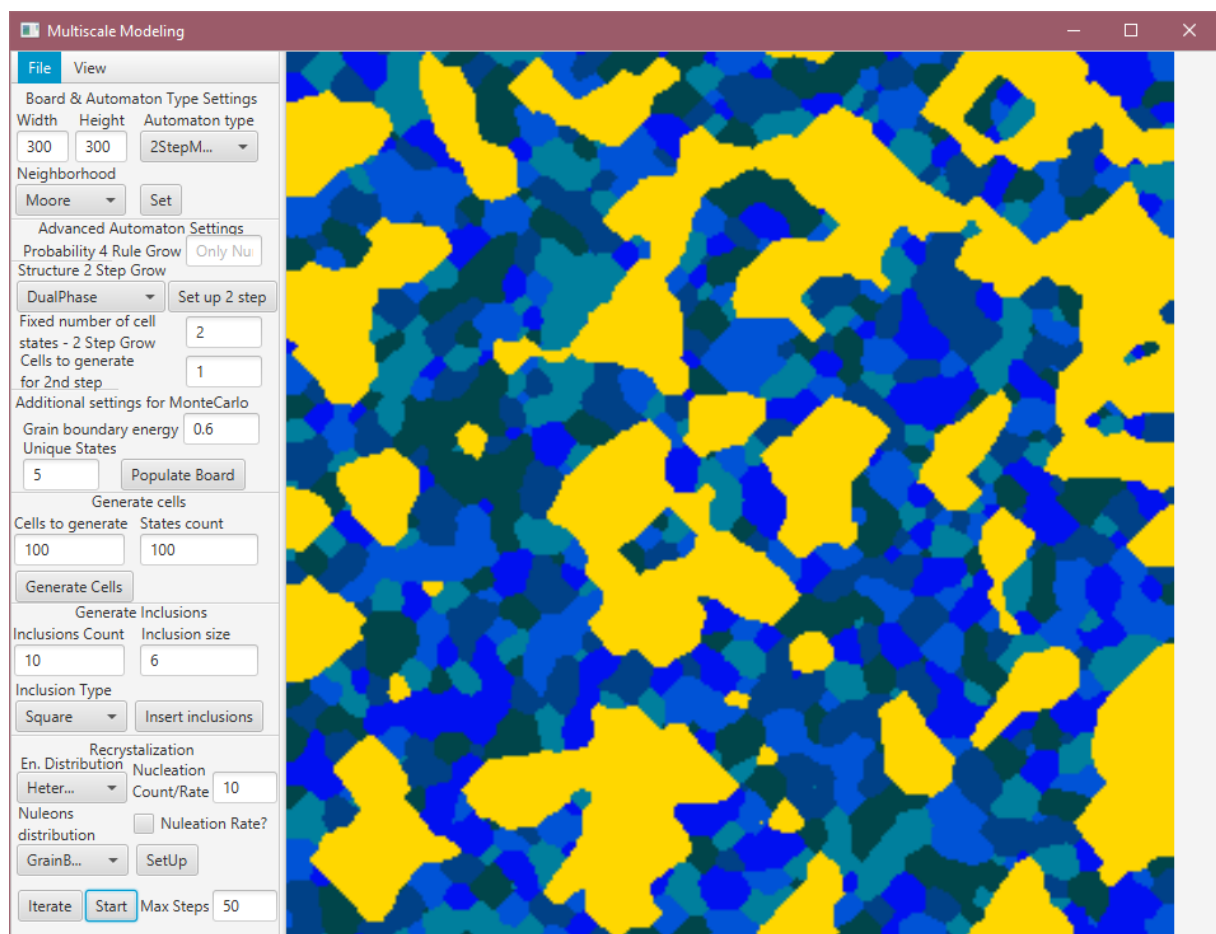 Multiscale Modeling
File View
Board & Automaton Type Settings
Width Height Automaton type
300 300 2StepM...
Neighborhood
Moore Set
Advanced Automaton Settings
Probability 4 Rule Grow Only Nu
Structure 2 Step Grow
DualPhase Set up 2 step
Fixed number of cell
states - 2 Step Grow 2
Cells to generate
for 2nd step 1
Additional settings for MonteCarlo
Grain boundary energy 0.6
Unique States
5 Populate Board
Generate cells
Cells to generate States count
100 100
Generate Cells
Generate Inclusions
Inclusions Count Inclusion size
10 6
Inclusion Type
Square Insert inclusions
Recrystalization
En. Distribution Nucleation
Heter... Count/Rate 10
Nuleons
distribution Nuleation Rate?
GrainB... SetUp
Iterate Start Max Steps 50